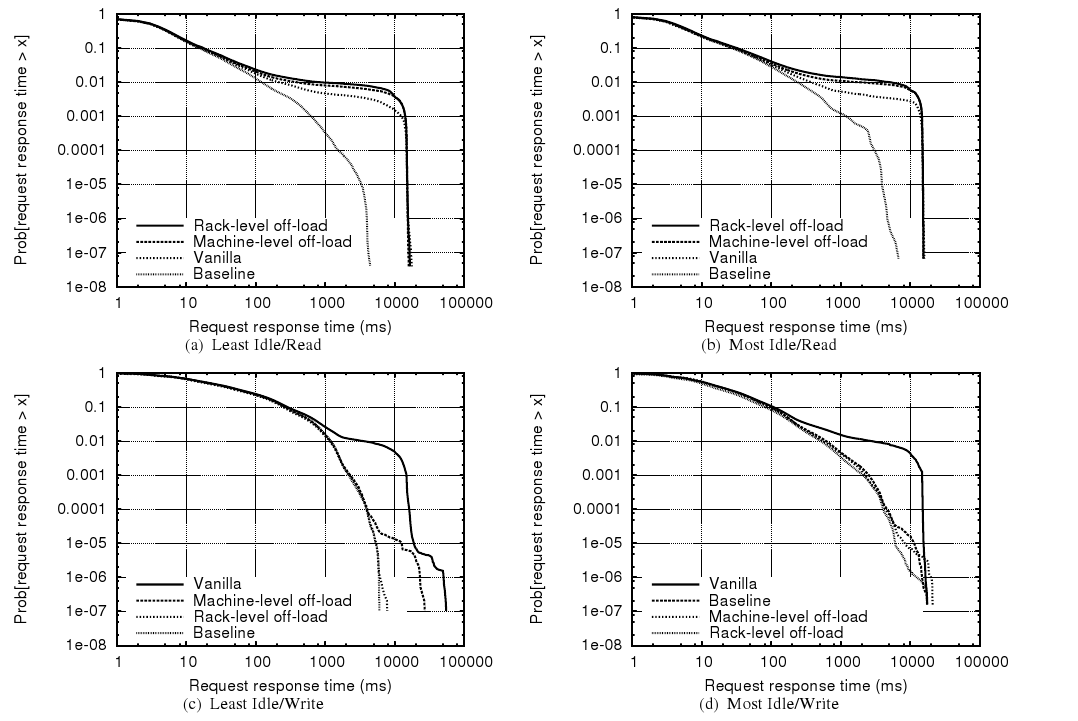 Prob[request response time > x]
1
0.1
0.01
0.001
0.0001
1e-05
1e-06
1e-07
1e-08
Rack-level off-load
Machine-level off-load
Vanilla
Baseline
1 10 100 1000 10000 100000
Request response time (ms)
(a) Least Idle/Read
Prob[request response time > x]
1
0.1
0.01
0.001
0.0001
1e-05
1e-06
1e-07
1e-08
Rack-level off-load
Machine-level off-load
Vanilla
Baseline
1 10 100 1000 10000 100000
Request response time (ms)
(b) Most Idle/Read
Prob[request response time > x]
1
0.1
0.01
0.001
0.0001
1e-05
1e-06
1e-07
1e-08
Vanilla
Machine-level off-load
Rack-level off-load
Baseline
1 10 100 1000 10000 100000
Request response time (ms)
(c) Least Idle/Write
Prob[request response time > x]
1
0.1
0.01
0.001
0.0001
1e-05
1e-06
1e-07
1e-08
Vanilla
Baseline
Machine-level off-load
Rack-level off-load
1 10 100 1000 10000 100000
Request response time (ms)
(d) Most Idle/Write